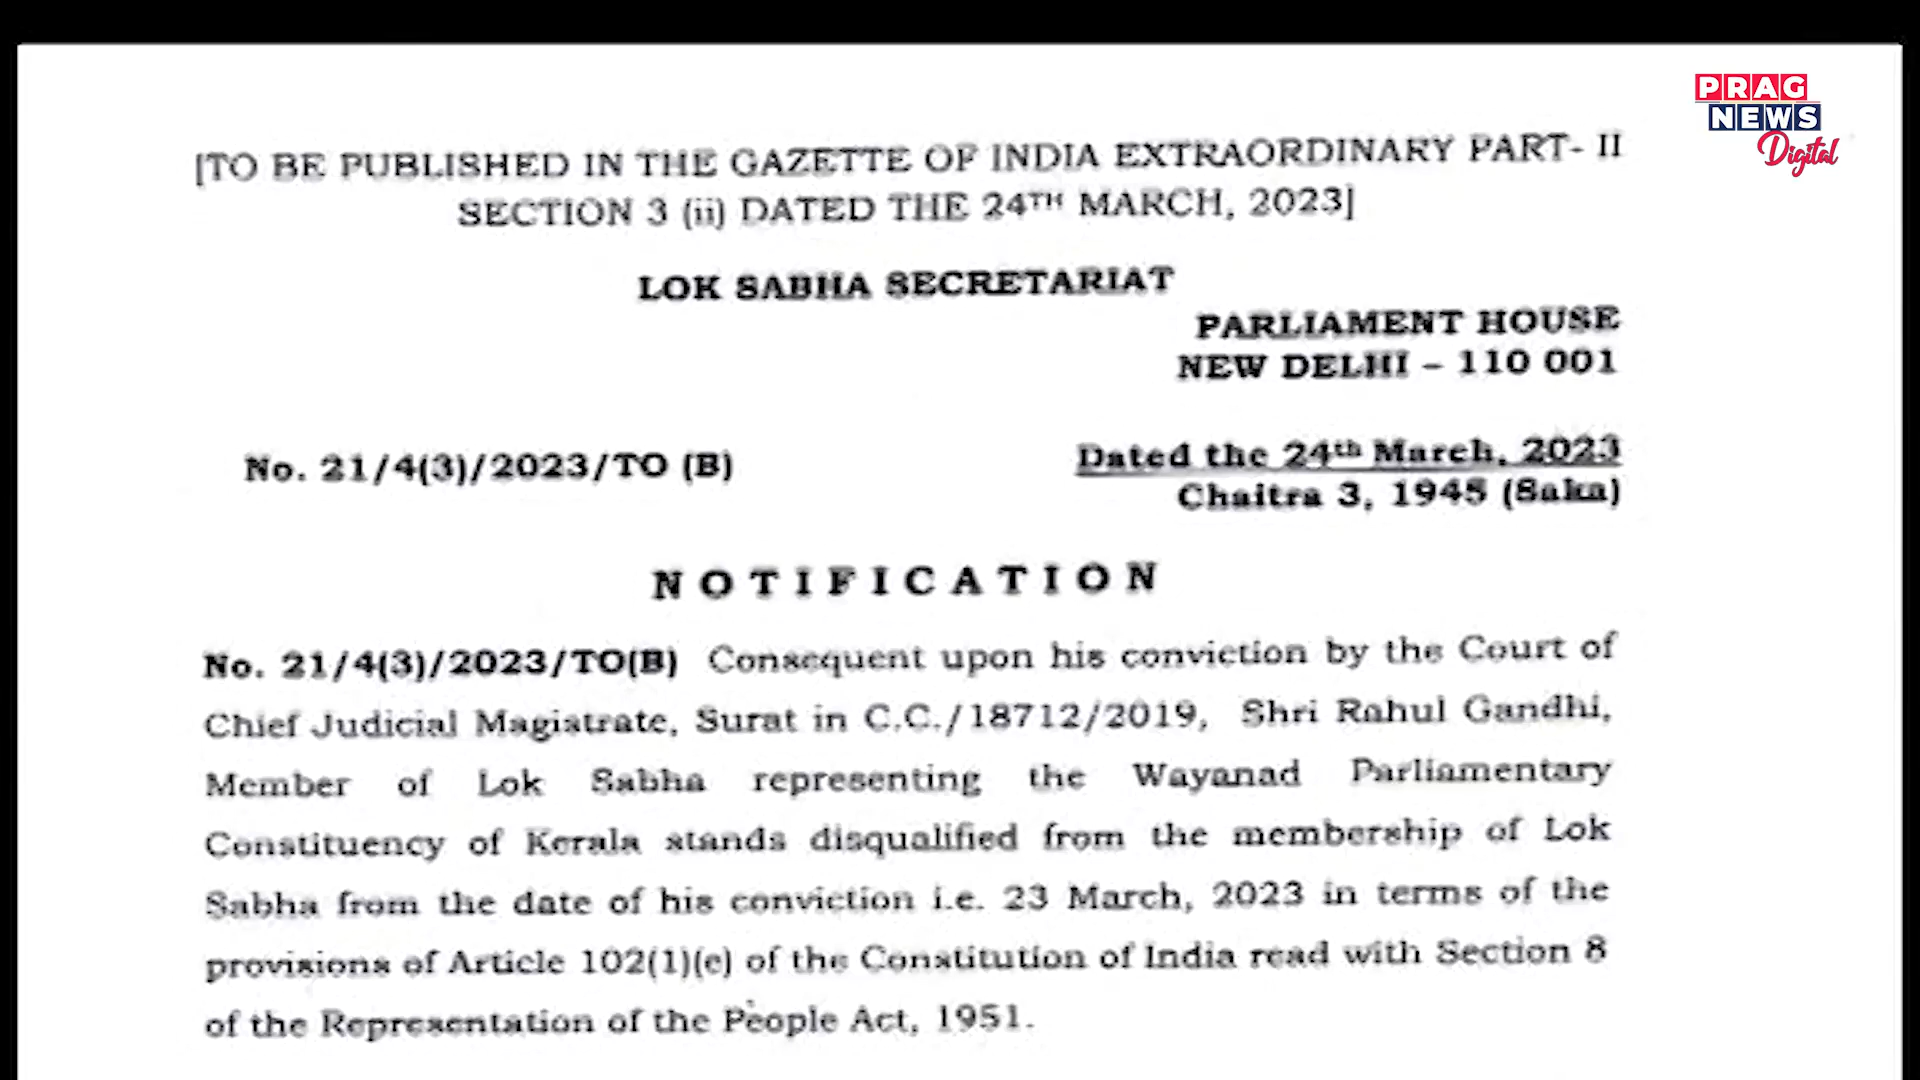 PRAG
NEWS
Digital
[TO BE PUBLISHED IN THE GAZETTE OF INDIA EXTRAORDINARY PART- II
SECTION 3 (ii) DATED THE 24TH MARCH, 2023]
LOK SABHA SECRETARIAT
PARLIAMENT HOUSE
NEW DELHI – 110 001
No. 21/4(3)/2023/TO (B)
Dated the 24th March, 2023
Chaitra 3, 1945 (Saka)
NOTIFICATION
No. 21/4(3)/2023/TO(B) Consequent upon his conviction by the Court of
Chief Judicial Magistrate, Surat in C.C./18712/2019, Shri Rahul Gandhi,
Member of Lok Sabha representing the Wayanad Parliamentary
Constituency of Kerala stands disqualified from the membership of Lok
Sabha from the date of his conviction i.e. 23 March, 2023 in terms of the
provisions of Article 102(1)(e) of the Constitution of India read with Section 8
of the Representation of the People Act, 1951.